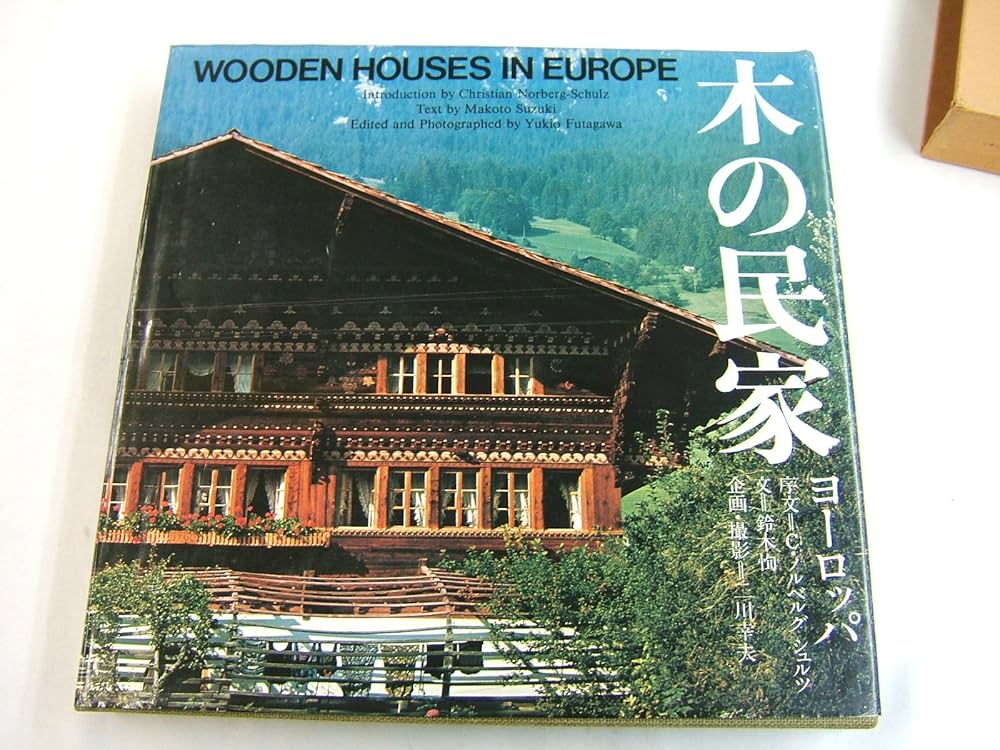 WOODEN HOUSES IN EUROPE
Introduction by Christian Norberg-Schulz
Text by Makoto Suzuki
Edited and Photographed by Yukio Futagawa
木の民家
ヨーロッパ
序文=C・ノルベルグ・シュルツ
文=鈴木恂
企画・撮影=二川幸夫